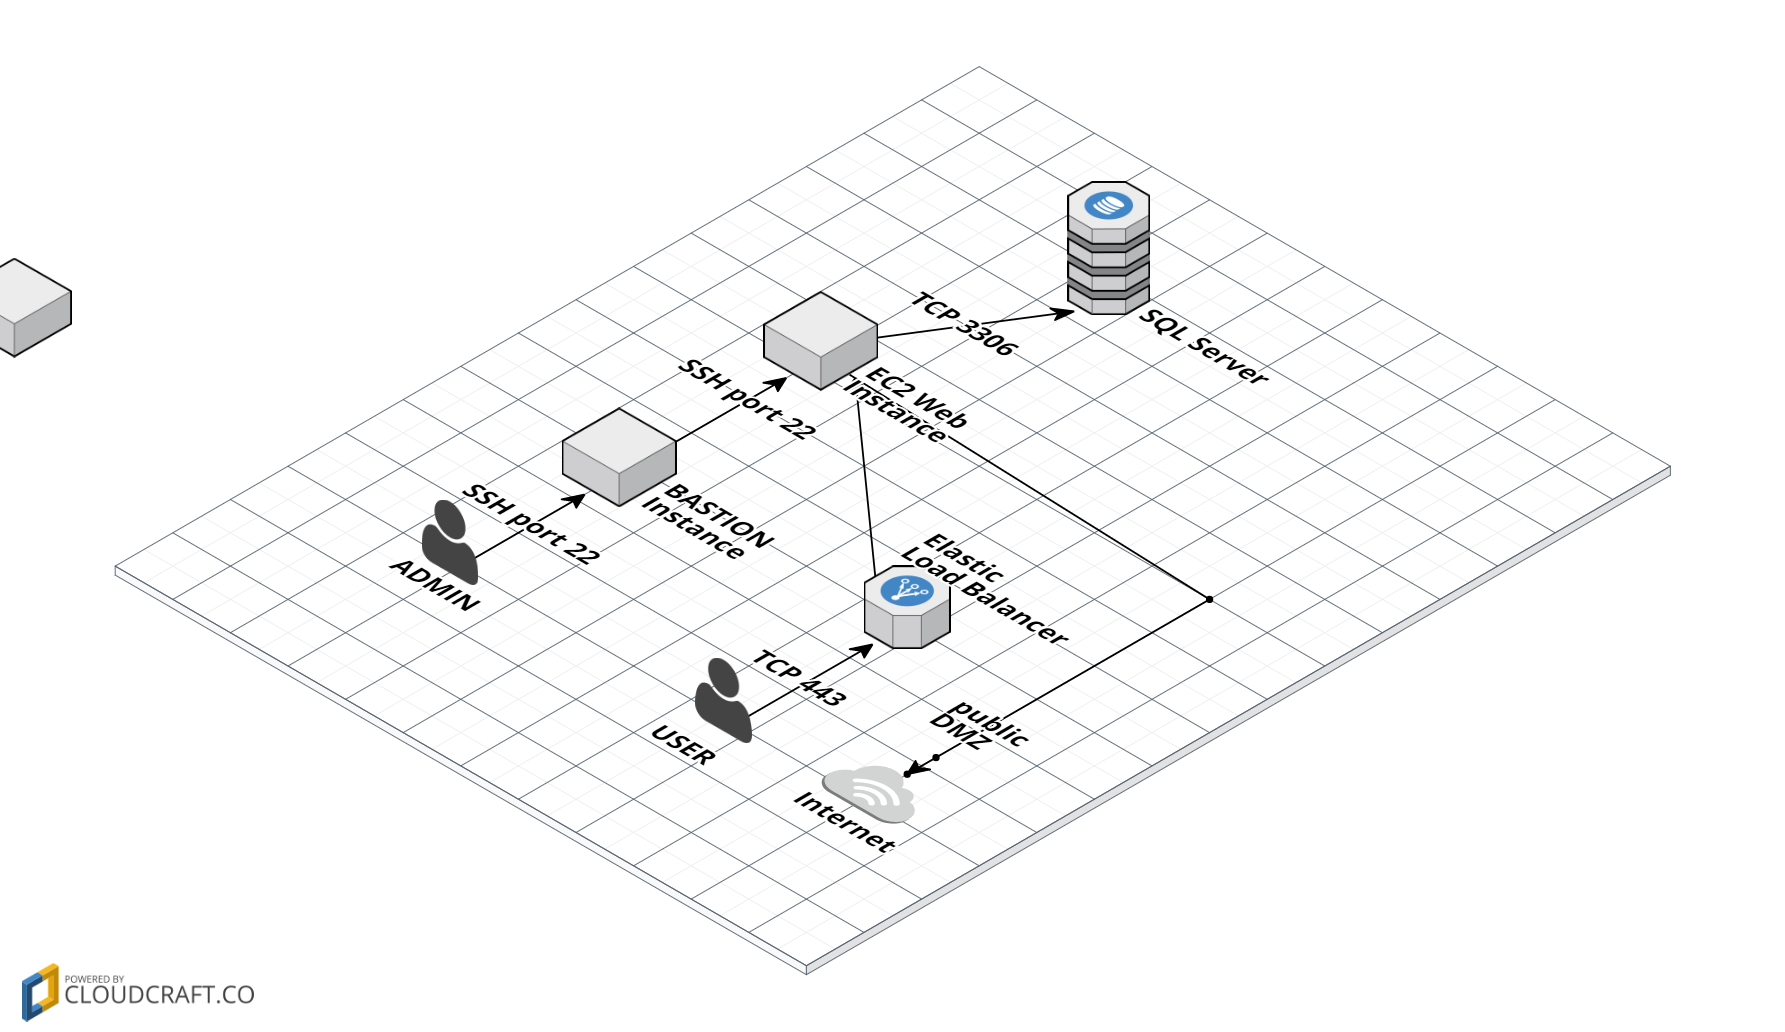 TCP 3306
SQL Server
EC2 Web
Instance
SSH port 22
BASTION
Instance
SSH port 22
ADMIN
Elastic
Load Balancer
TCP 443
USER
public
DMZ
Internet
POWERED BY
CLOUDCRAFT.CO